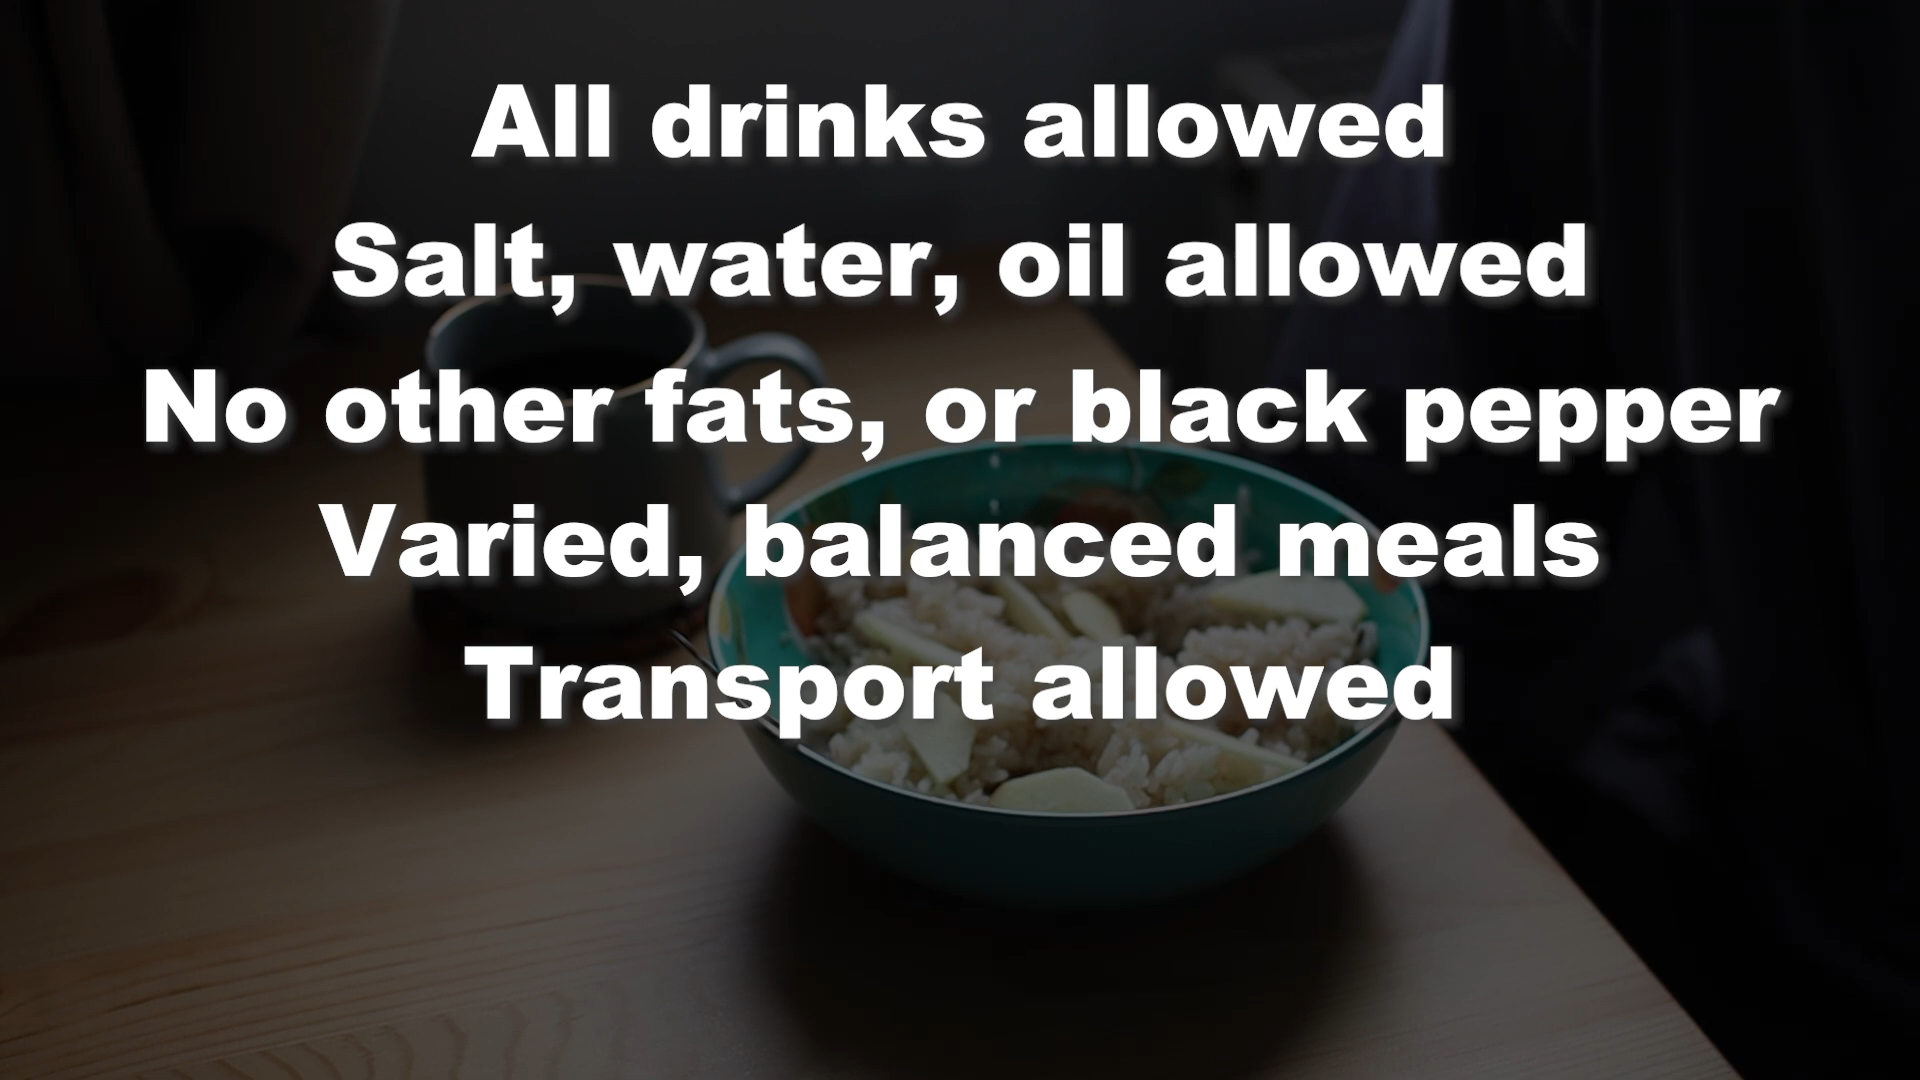 All drinks allowed
Salt, water, oil allowed
No other fats, or black pepper
Varied, balanced meals
Transport allowed